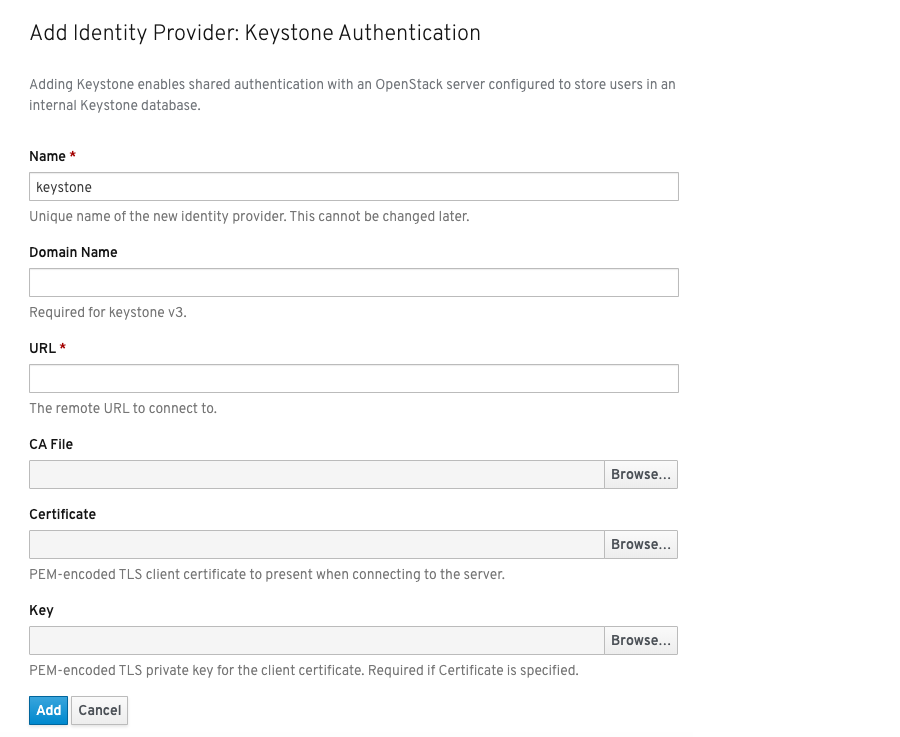 Add Identity Provider: Keystone Authentication
Adding Keystone enables shared authentication with an OpenStack server configured to store users in an
internal Keystone database.
Name *
keystone
Unique name of the new identity provider. This cannot be changed later.
Domain Name
Required for keystone v3.
URL *
The remote URL to connect to.
CA File
Browse...
Certificate
Browse...
PEM-encoded TLS client certificate to present when connecting to the server.
Key
Browse...
PEM-encoded TLS private key for the client certificate. Required if Certificate is specified.
Add Cancel